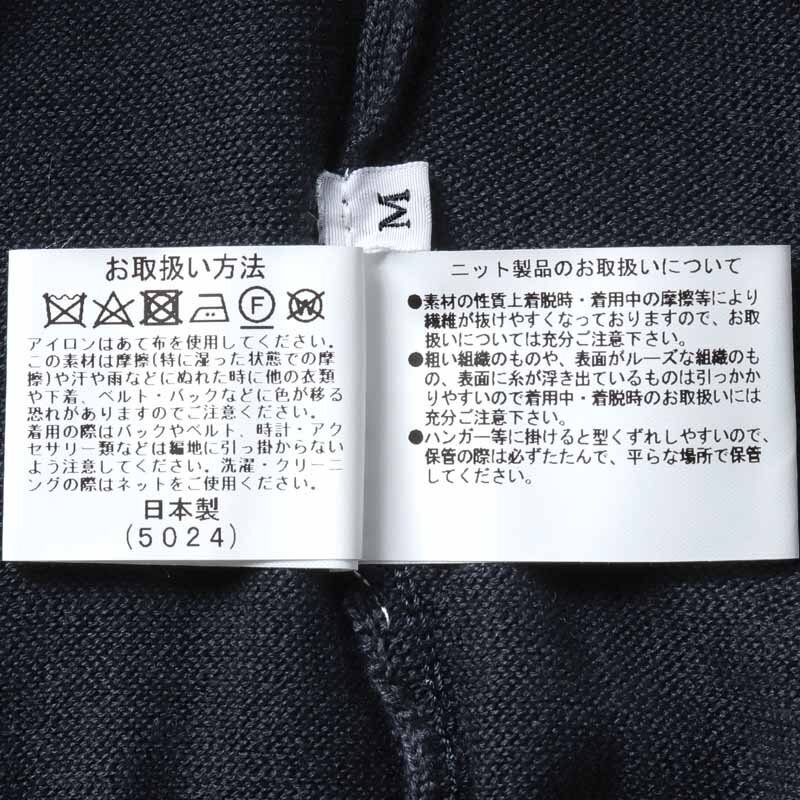 M
お取扱い方法
F W
アイロンはあて布を使用してください。
この素材は摩擦(特に湿った状態での摩
擦)や汗や雨などにぬれた時に他の衣類
や下着、ベルト・バックなどに色が移る
恐れがありますのでご注意ください。
着用の際はバックやベルト、時計・アク
セサリー類などは編地に引っ掛からない
よう注意してください。洗濯・クリーニ
ングの際はネットをご使用ください。
日本製
(5024)
ニット製品のお取扱いについて
●素材の性質上着脱時・着用中の摩擦等により
繊維が抜けやすくなっておりますので、お取
扱いについては充分ご注意下さい。
●粗い組織のものや、表面がルーズな組織のも
の、表面に糸が浮き出ているものは引っかか
りやすいので着用中・着脱時のお取扱いには
充分ご注意下さい。
●ハンガー等に掛けると型くずれしやすいので、
保管の際は必ずたたんで、平らな場所で保管
してください。